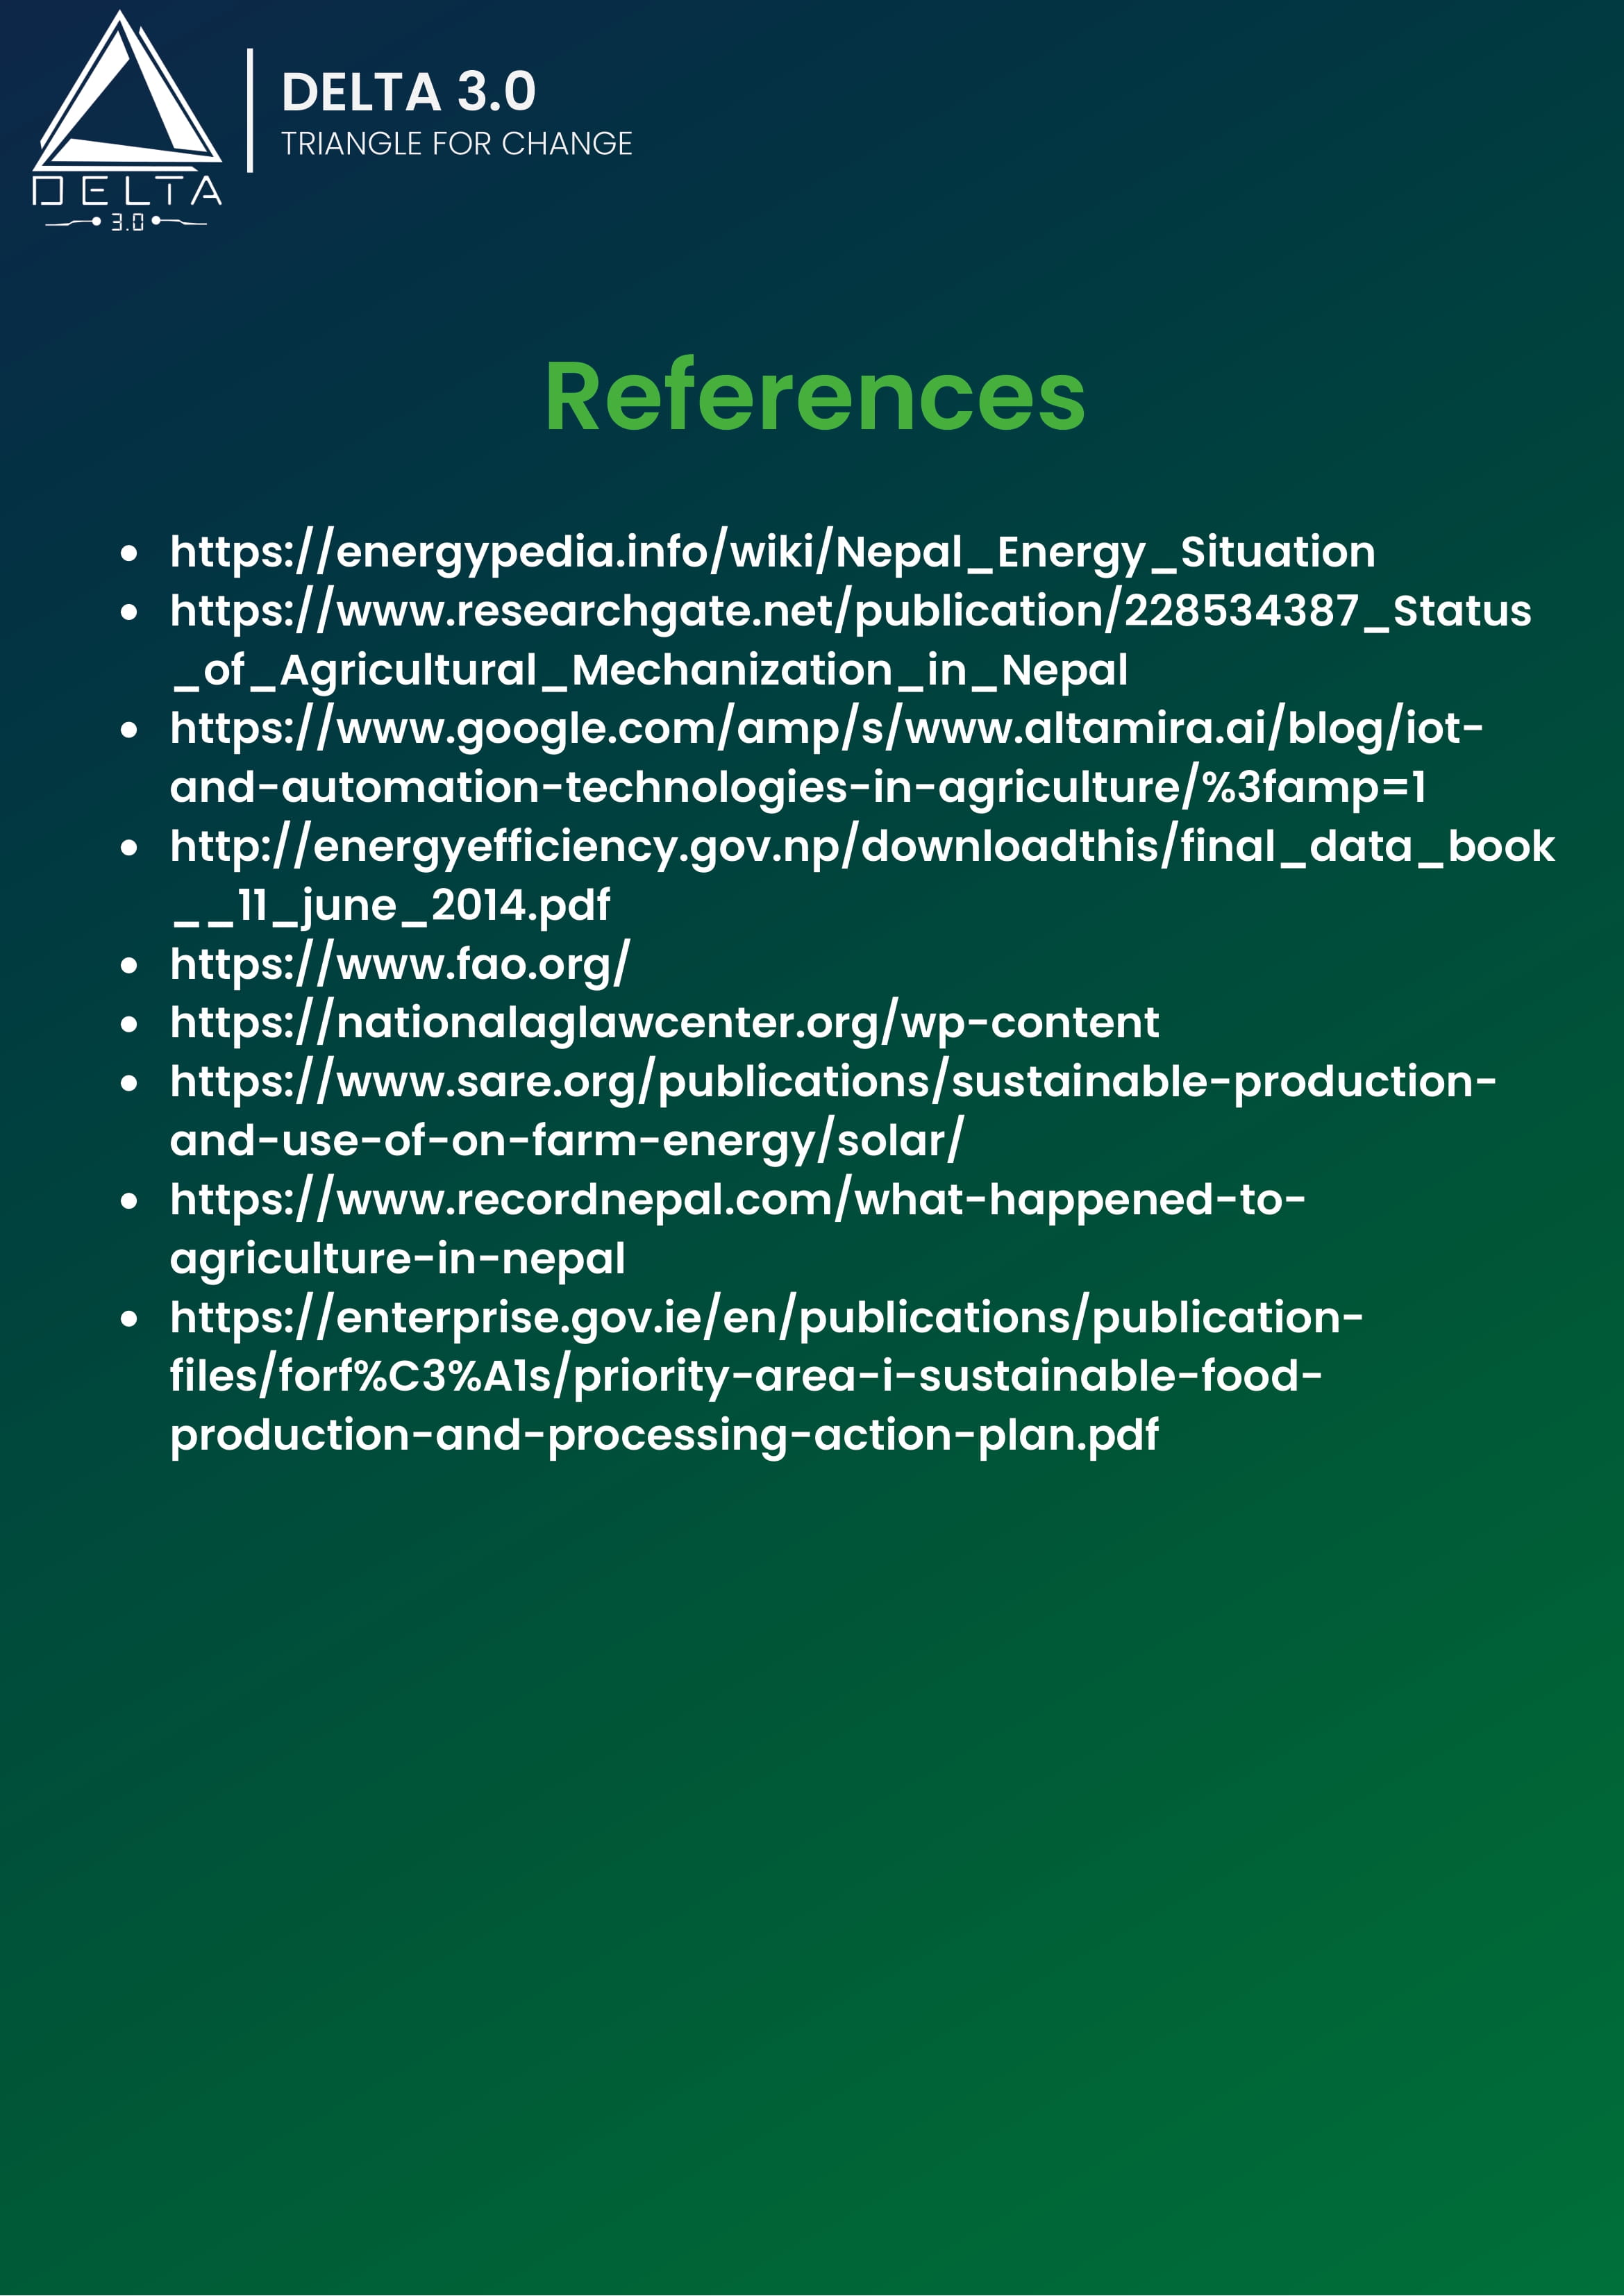 DELTA
3.0
DELTA 3.0
TRIANGLE FOR CHANGE
References
https://energypedia.info/wiki/Nepal_Energy_Situation
https://www.researchgate.net/publication/228534387_Status
_of_Agricultural_Mechanization_in_Nepal
https://www.google.com/amp/s/www.altamira.ai/blog/iot-
and-automation-technologies-in-agriculture/%3famp=1
http://energyefficiency.gov.np/downloadthis/final_data_book
__11_june_2014.pdf
https://www.fao.org/
https://nationalaglawcenter.org/wp-content
https://www.sare.org/publications/sustainable-production-
and-use-of-on-farm-energy/solar/
https://www.recordnepal.com/what-happened-to-
agriculture-in-nepal
https://enterprise.gov.ie/en/publications/publication-
files/forf%C3%A1s/priority-area-i-sustainable-food-
production-and-processing-action-plan.pdf